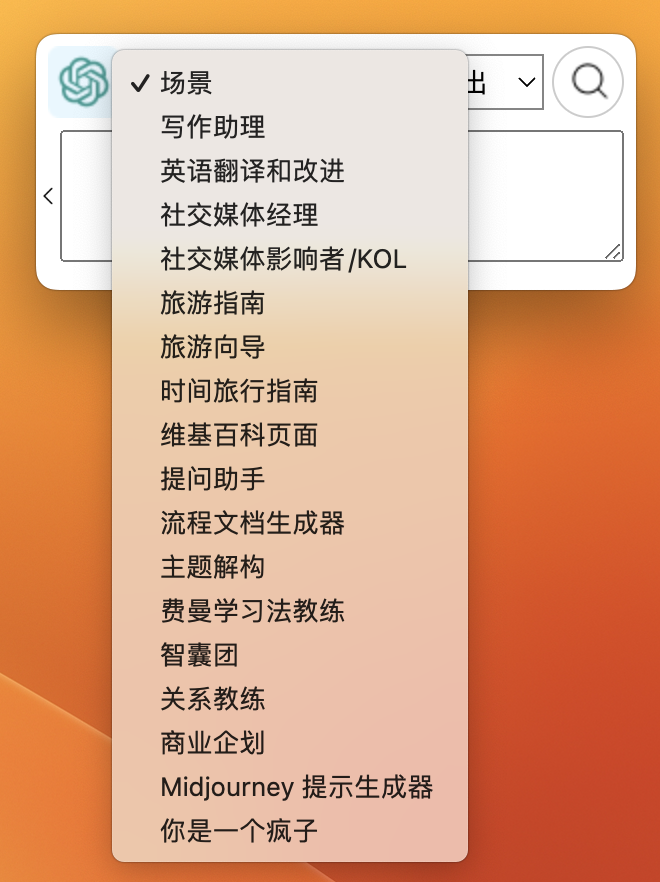 场景
出
写作助理
英语翻译和改进
社交媒体经理
社交媒体影响者/KOL
旅游指南
旅游向导
时间旅行指南
维基百科页面
提问助手
流程文档生成器
主题解构
费曼学习法教练
智囊团
关系教练
商业企划
Midjourney 提示生成器
你是一个疯子